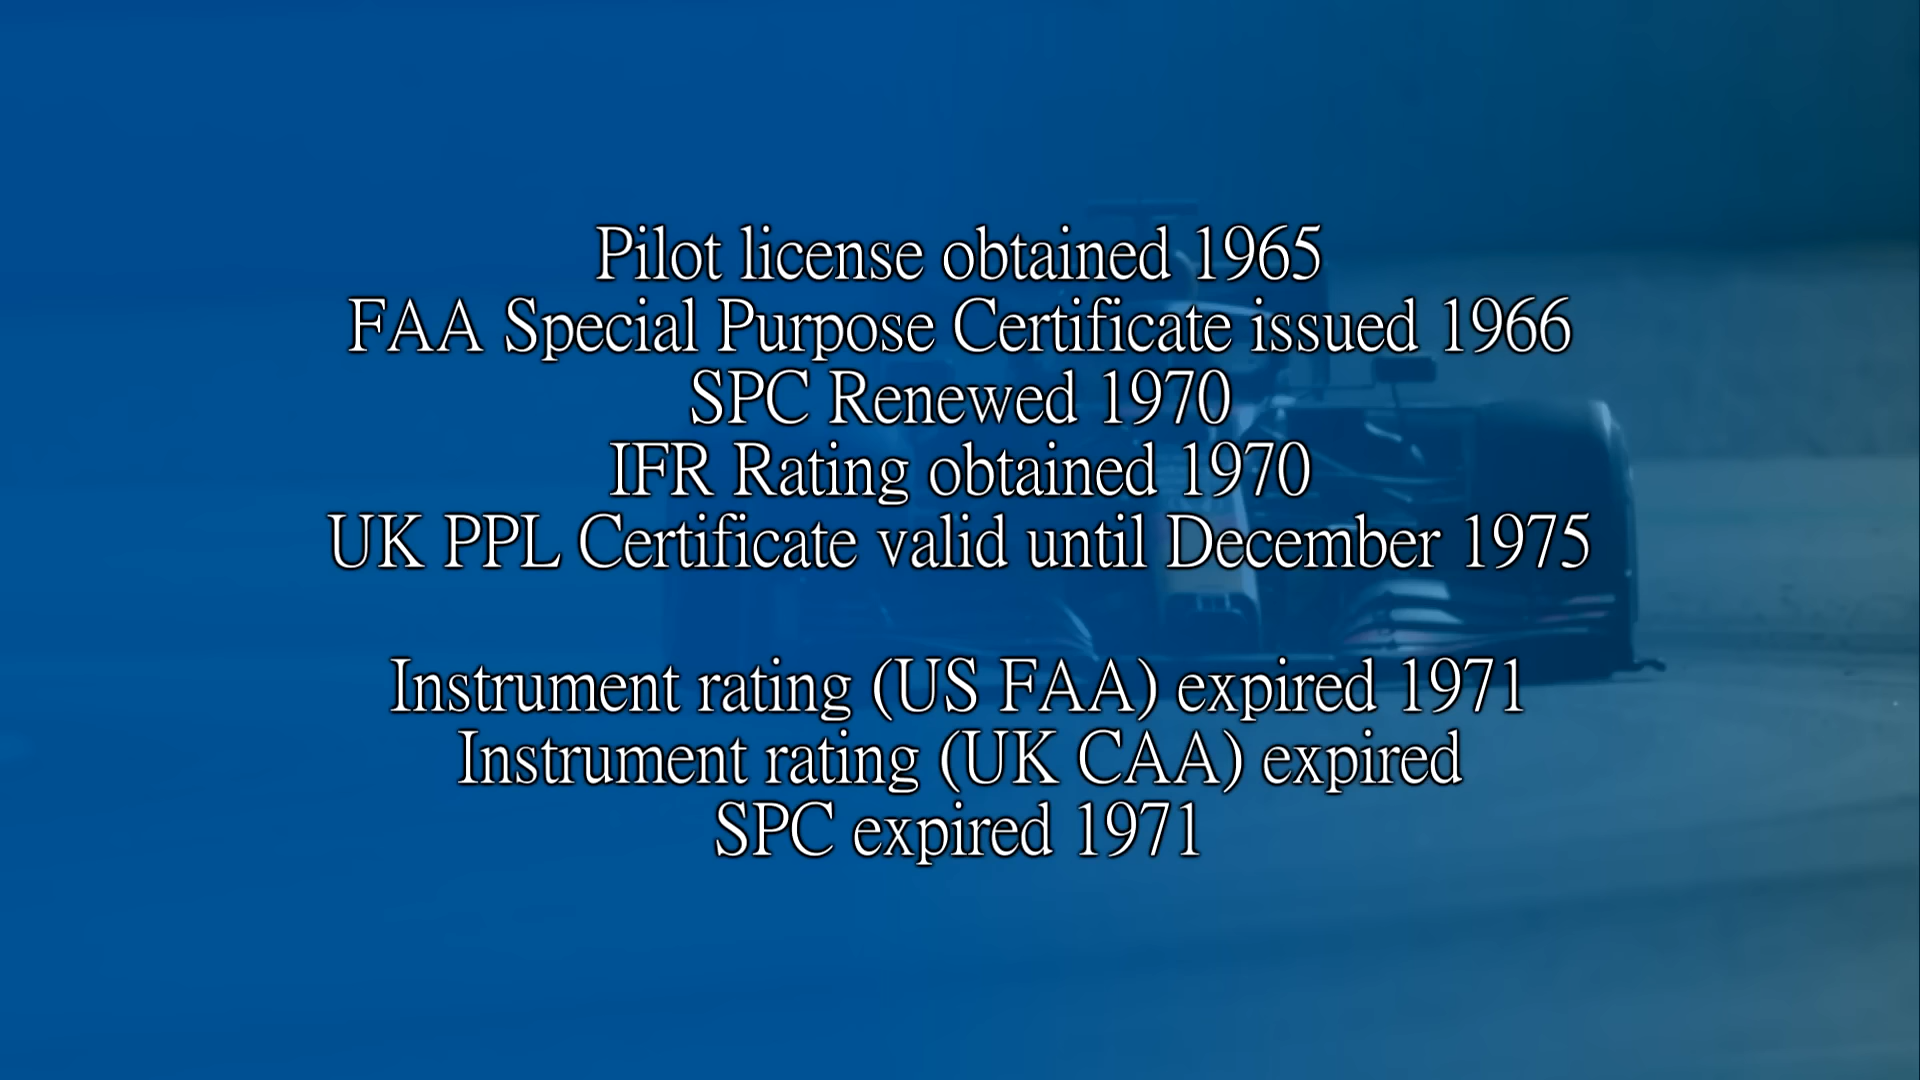 Pilot license obtained 1965
FAA Special Purpose Certificate issued 1966
SPC Renewed 1970
IFR Rating obtained 1970
UK PPL Certificate valid until December 1975
Instrument rating (US FAA) expired 1971
Instrument rating (UK CAA) expired
SPC expired 1971